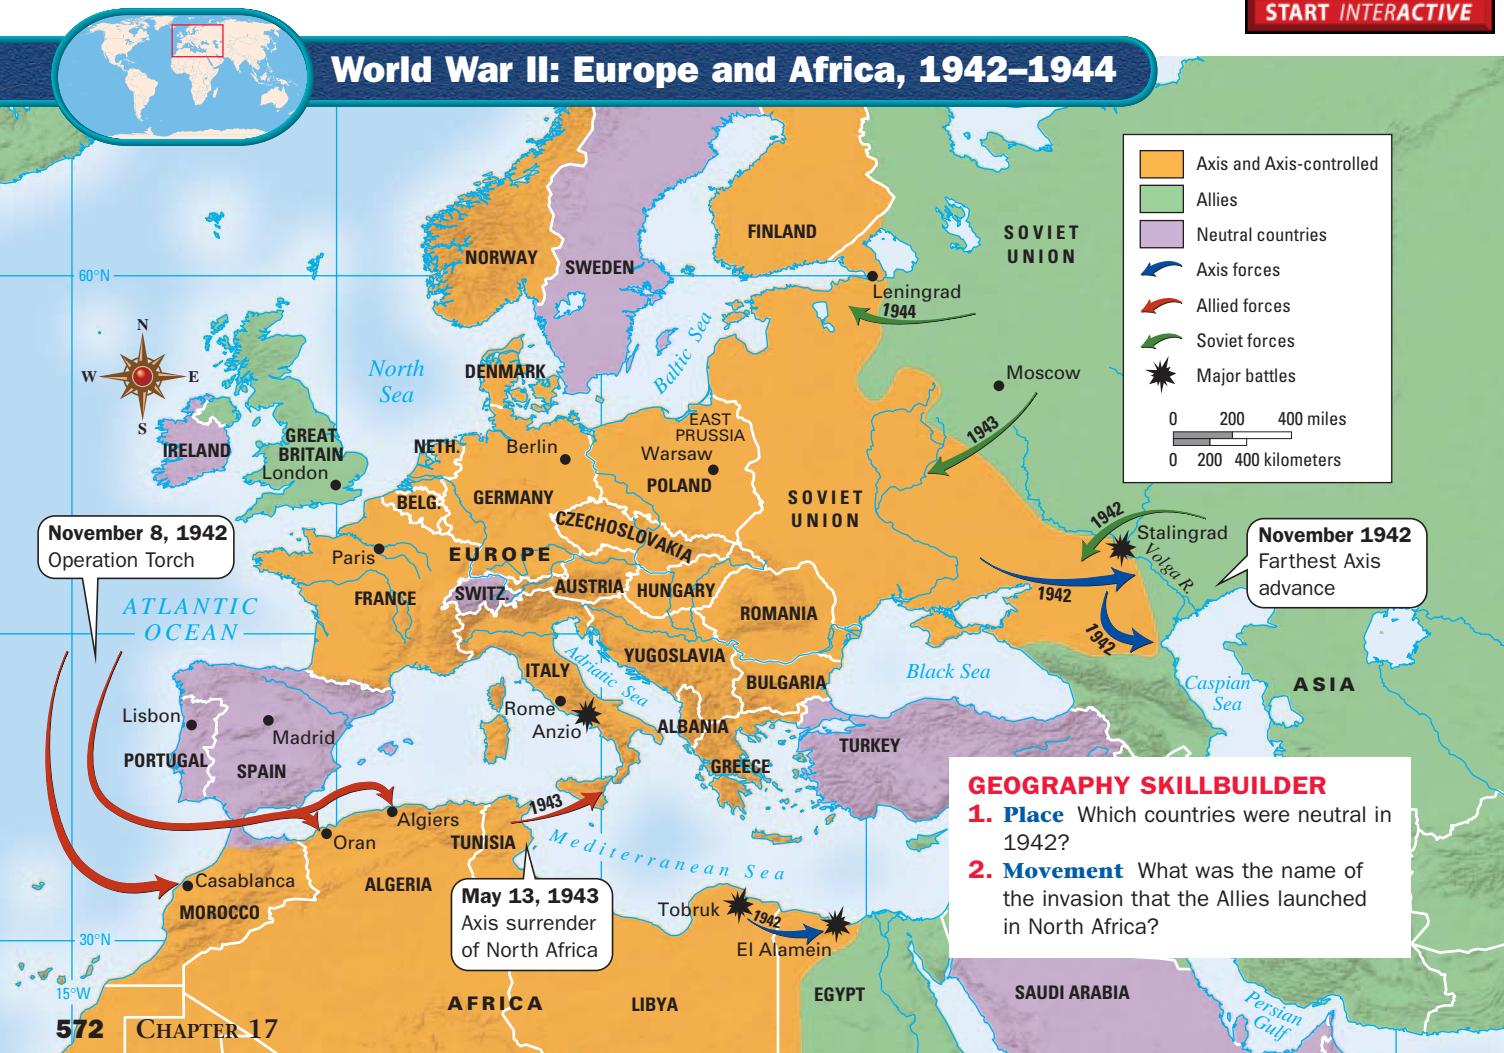 START INTERACTIVE
World War II: Europe and Africa, 1942–1944
Axis and Axis-controlled
Allies
Neutral countries
Axis forces
Allied forces
Soviet forces
Major battles
0 200 400 miles
0 200 400 kilometers
60°N
N
W E
S
NORWAY
SWEDEN
FINLAND
SOVIET
UNION
Leningrad
1944
Baltic Sea
North
Sea
DENMARK
Moscow
1943
IRELAND
GREAT
BRITAIN
London
NETH.
Berlin
EAST
PRUSSIA
Warsaw
POLAND
BELG.
GERMANY
SOVIET
UNION
CZECHOSLOVAKIA
1942
Stalingrad
Volga R.
November 1942
Farthest Axis
advance
November 8, 1942
Operation Torch
Paris
EUROPE
FRANCE
SWITZ.
AUSTRIA
HUNGARY
ROMANIA
1942
1942
ATLANTIC
OCEAN
ITALY
Adriatic Sea
YUGOSLAVIA
BULGARIA
Black Sea
Caspian
Sea
ASIA
Lisbon
PORTUGAL
Madrid
SPAIN
Rome
Anzio
ALBANIA
GREECE
TURKEY
1943
Algiers
Oran
TUNISIA
Mediterranean Sea
Casablanca
MOROCCO
ALGERIA
May 13, 1943
Axis surrender
of North Africa
Tobruk
1942
El Alamein
30°N
15°W
AFRICA
LIBYA
EGYPT
SAUDI ARABIA
Persian
Gulf
GEOGRAPHY SKILLBUILDER
1. Place Which countries were neutral in
1942?
2. Movement What was the name of
the invasion that the Allies launched
in North Africa?
572 CHAPTER 17